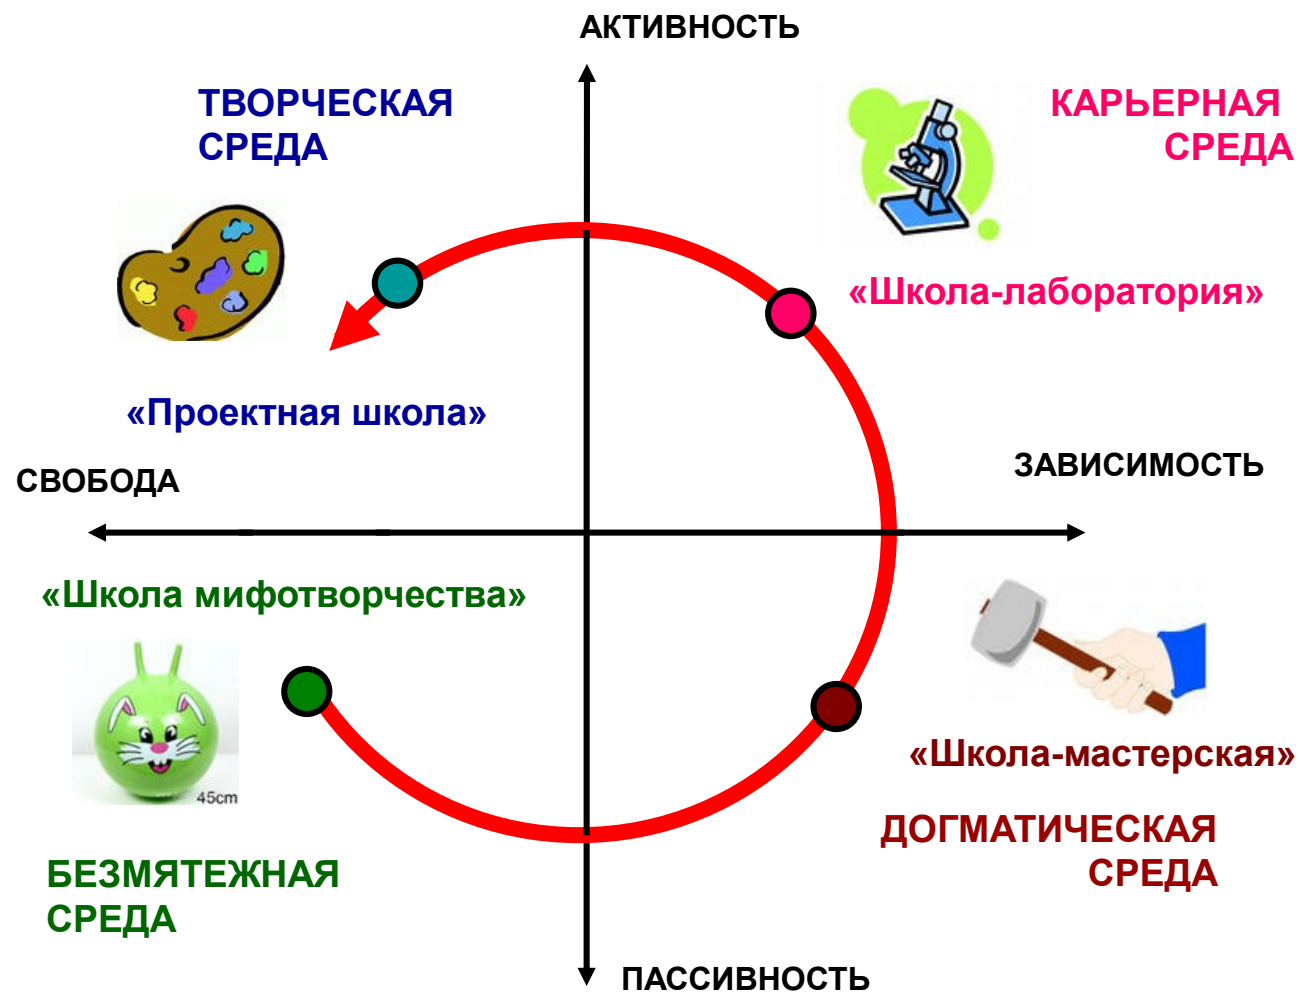 АКТИВНОСТЬ
ТВОРЧЕСКАЯ
СРЕДА
КАРЬЕРНАЯ
СРЕДА
«Школа-лаборатория»
«Проектная школа»
СВОБОДА
ЗАВИСИМОСТЬ
«Школа мифотворчества»
45cm
«Школа-мастерская»
ДОГМАТИЧЕСКАЯ
СРЕДА
БЕЗМЯТЕЖНАЯ
СРЕДА
ПАССИВНОСТЬ